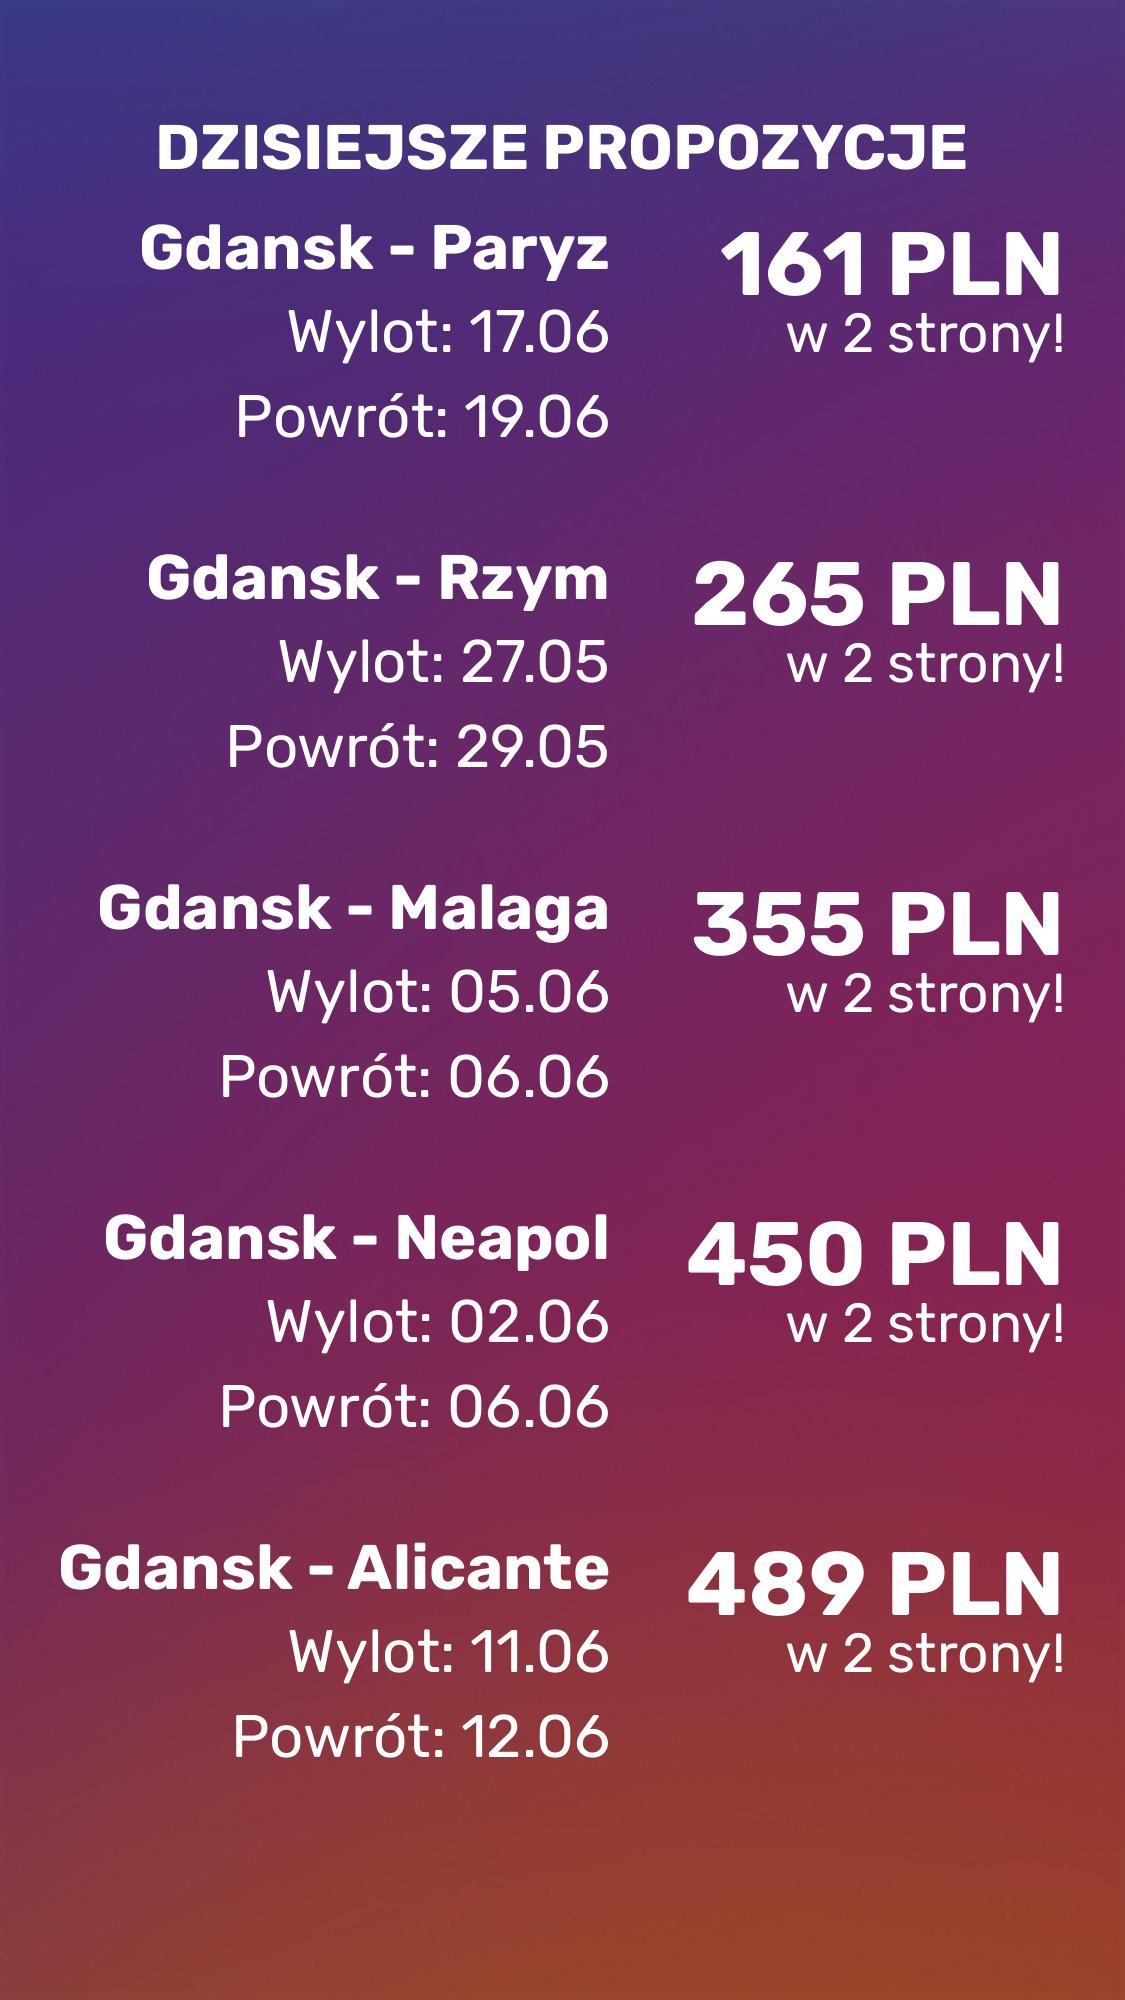 DZISIEJSZE PROPOZYCJE
Gdansk - Paryz
161 PLN
Wylot: 17.06
w 2 strony!
Powrót: 19.06
Gdansk - Rzym
265 PLN
Wylot: 27.05
w 2 strony!
Powrót: 29.05
Gdansk - Malaga
355 PLN
Wylot: 05.06
w 2 strony!
Powrót: 06.06
Gdansk - Neapol
450 PLN
Wylot: 02.06
w 2 strony!
Powrót: 06.06
Gdansk - Alicante
489 PLN
Wylot: 11.06
w 2 strony!
Powrót: 12.06